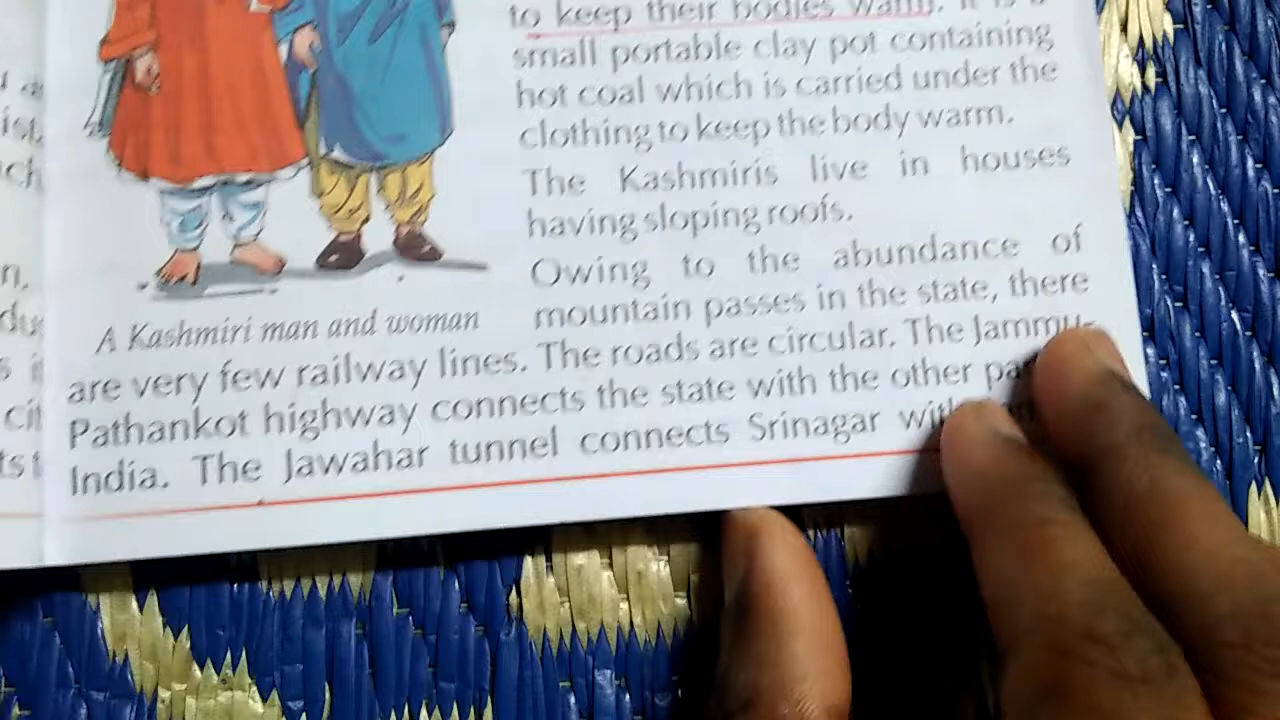 to keep their bodies warm. It is a
small portable clay pot containing
hot coal which is carried under the
clothing to keep the body warm.
The Kashmiris live in houses
having sloping roofs.
Owing to the abundance of
mountain passes in the state, there
A Kashmiri man and woman
are very few railway lines. The roads are circular. The Jammu-
Pathankot highway connects the state with the other
India. The Jawahar tunnel connects Srinagar with